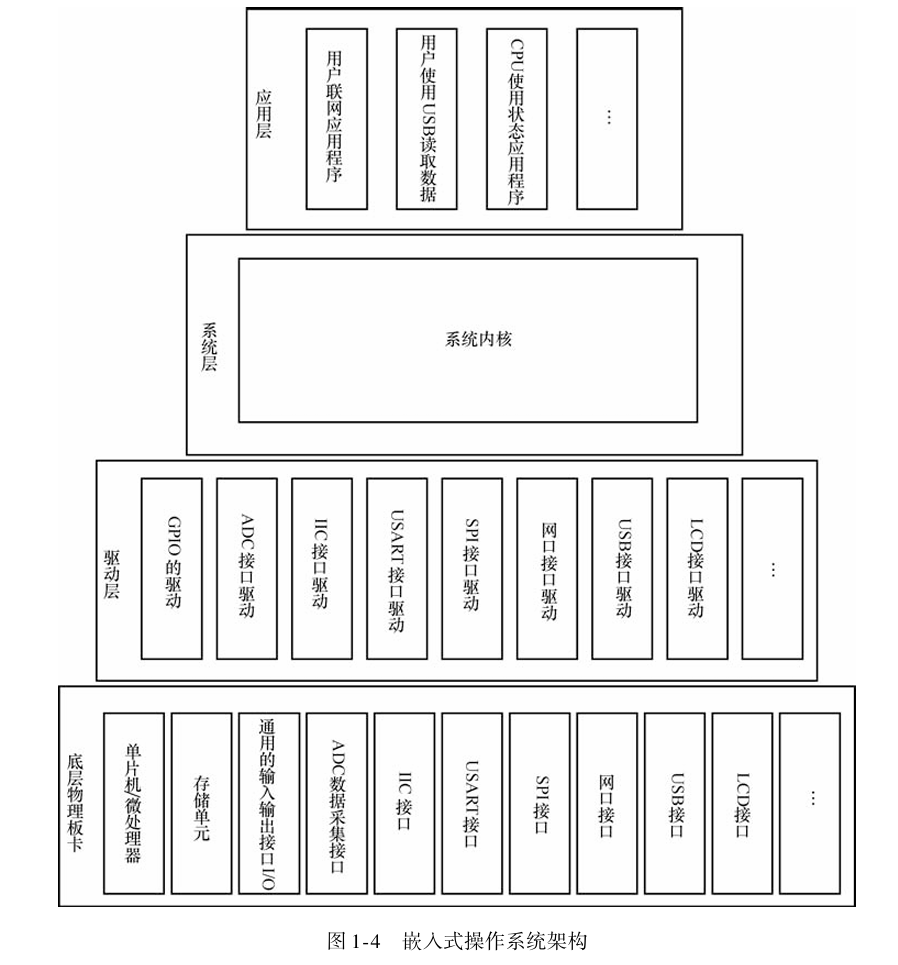 应用层
用户联网应用程序
用户使用USB读取数据
CPU使用状态应用程序
…
系统层
系统内核
驱动层
GPIO的驱动
ADC接口驱动
IIC接口驱动
USART接口驱动
SPI接口驱动
网口接口驱动
USB接口驱动
LCD接口驱动
…
底层物理板卡
单片机/微处理器
存储单元
通用的输入输出接口I/O
ADC数据采集接口
IIC接口
USART接口
SPI接口
网口接口
USB接口
LCD接口
…
图1-4 嵌入式操作系统架构